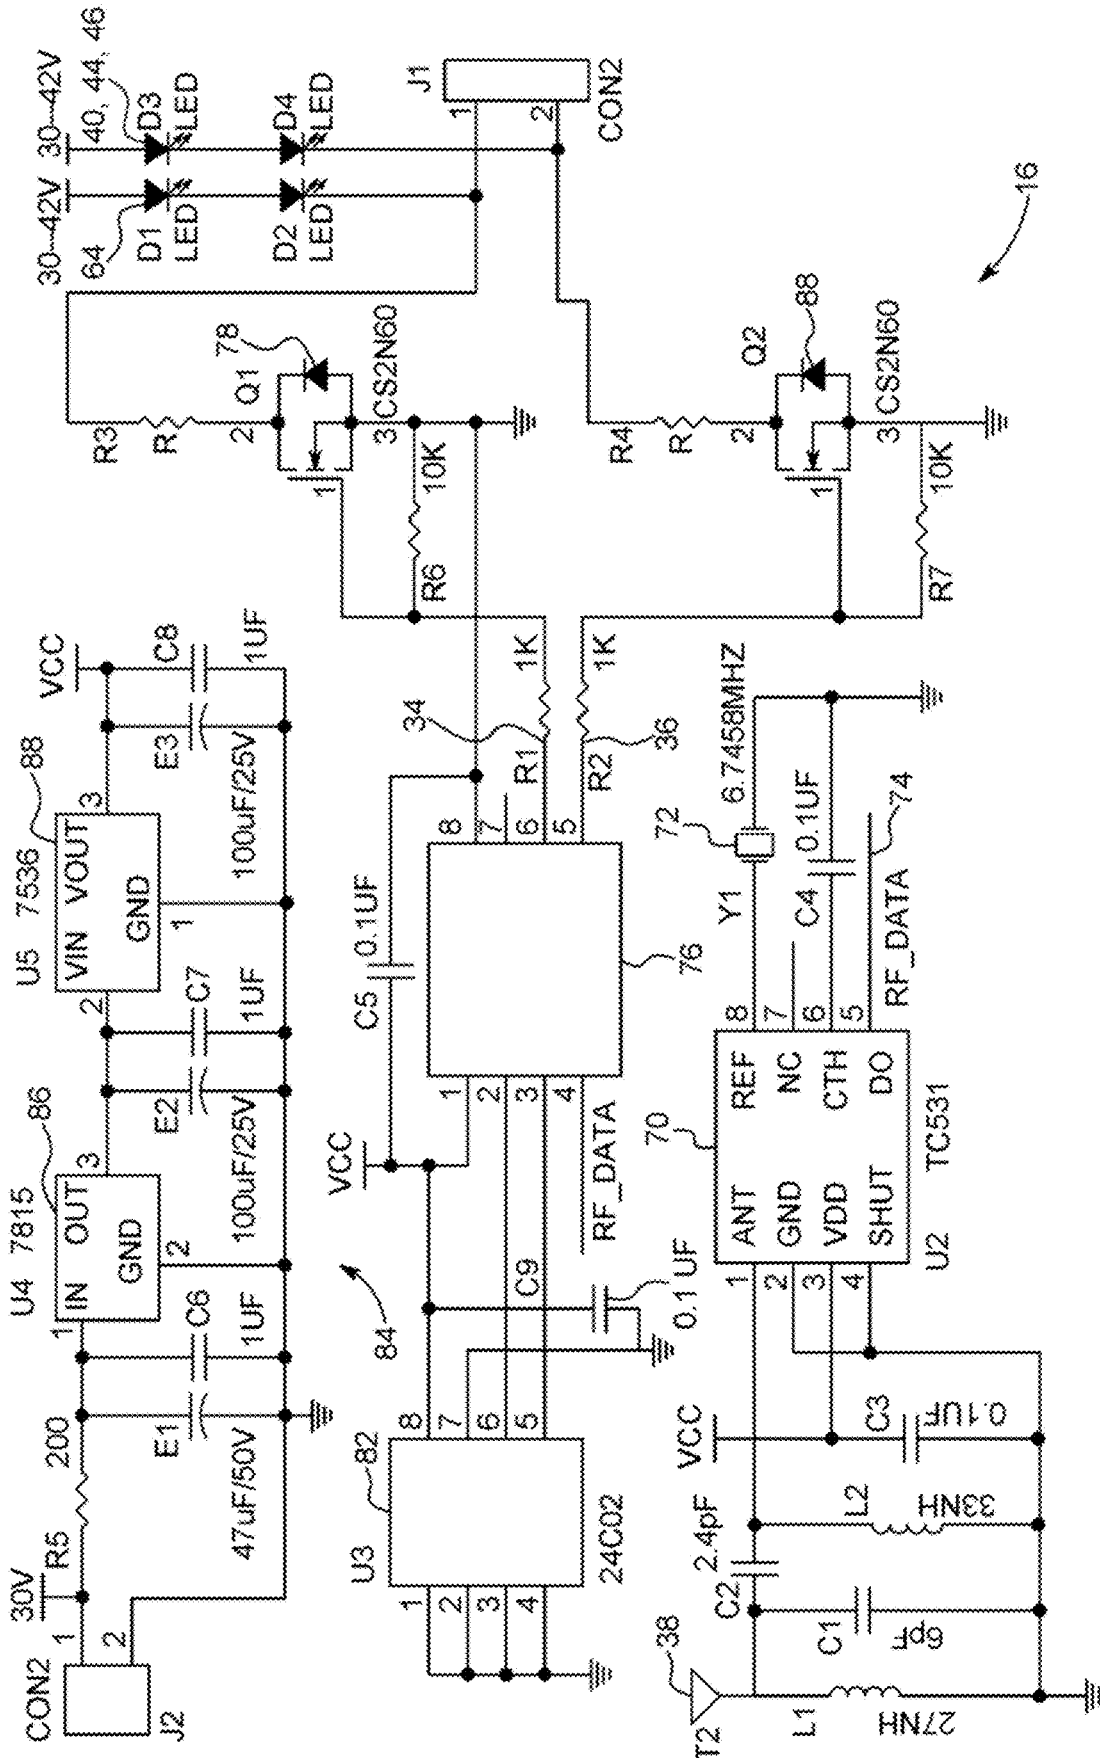 CON2
1
2
J2
30V
R5
200
E1
47uF/50V
C6
1UF
U4 7815
86
1
IN OUT
GND
3
2
E2
100uF/25V
C7
1UF
U5 7536
88
2
VIN VOUT
GND
3
1
E3
100uF/25V
VCC
C8
1UF
84
U3
82
1
2
3
4
8
7
6
5
24C02
C9
0.1UF
VCC
C5
0.1UF
1
2
3
4
RF_DATA
8
7
6
5
76
34
R1
1K
R2
36
1K
T2
38
L1
27NH
C1
6pF
C2
2.4pF
L2
33NH
VCC
C3
0.1UF
1
2
3
4
70
ANT REF
GND NC
VDD CTH
SHUT DO
U2
TC531
8
7
6
5
Y1
72
6.7458MHZ
C4
0.1UF
RF_DATA
74
R3
R
2
Q1
78
1
3
CS2N60
R6
10K
R4
R
2
Q2
88
1
3
CS2N60
R7
10K
30-42V
30-42V
64
40, 44, 46
D1
LED
D3
LED
D2
LED
D4
LED
J1
1
2
CON2
16